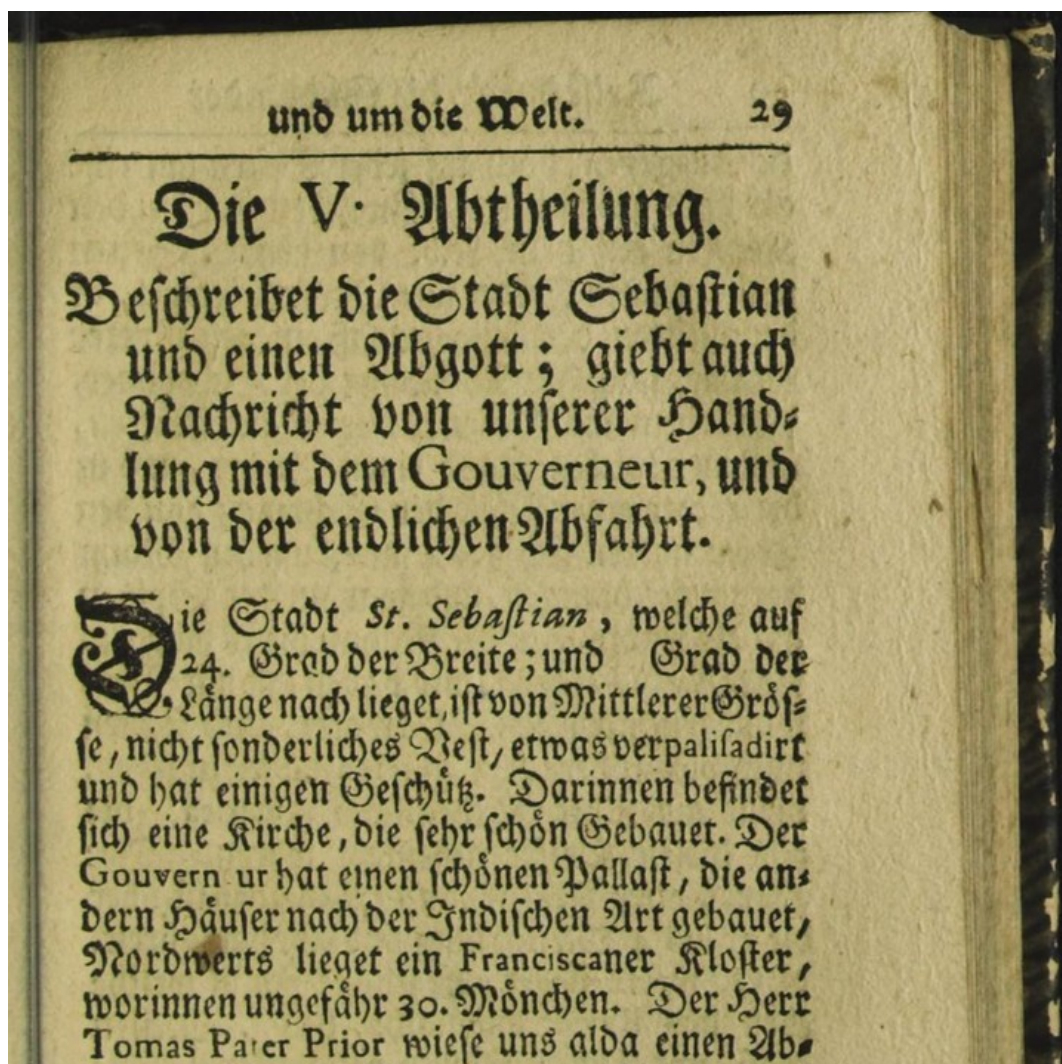 und um die Welt. 29
Die V. Abtheilung.
Beschreibet die Stadt Sebastian
und einen Abgott; giebt auch
Nachricht von unserer Hand-
lung mit dem Gouverneur, und
von der endlichen Abfahrt.
Die Stadt St. Sebastian, welche auf
24. Grad der Breite; und Grad der
Länge nach lieget, ist von Mittlerer Grös-
se, nicht sonderliches Vest, etwas verpalisadirt
und hat einigen Geschütz. Darinnen befindet
sich eine Kirche, die sehr schön Gebauet. Der
Gouvern ur hat einen schönen Pallast, die an-
dern Häuser nach der Indischen Art gebauet,
Nordwerts lieget ein Franciscaner Kloster,
worinnen ungefähr 30. Mönchen. Der Herr
Tomas Pater Prior wiese uns alda einen Ab-